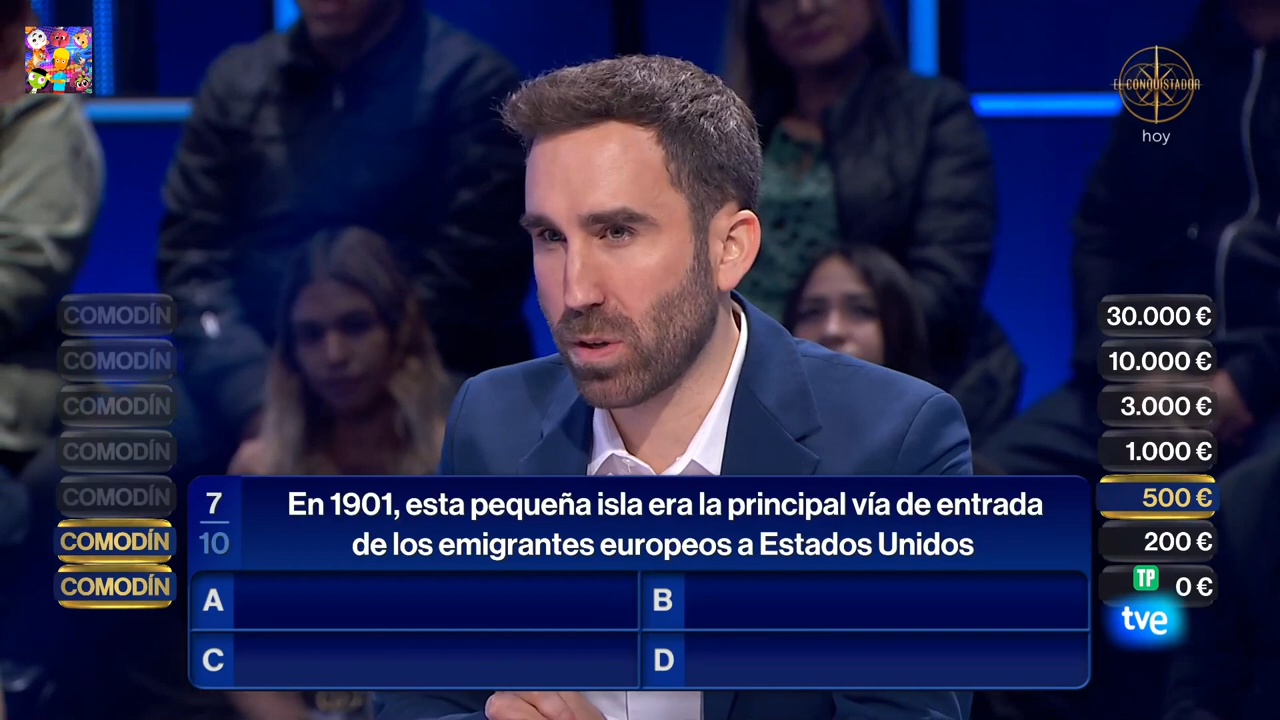 EL CONQUISTADOR
hoy
COMODÍN
COMODÍN
COMODÍN
COMODÍN
COMODÍN
COMODÍN
COMODÍN
30.000 €
10.000 €
3.000 €
1.000 €
500 €
200 €
TP 0 €
tve
7
10
En 1901, esta pequeña isla era la principal vía de entrada
de los emigrantes europeos a Estados Unidos
A
B
C
D